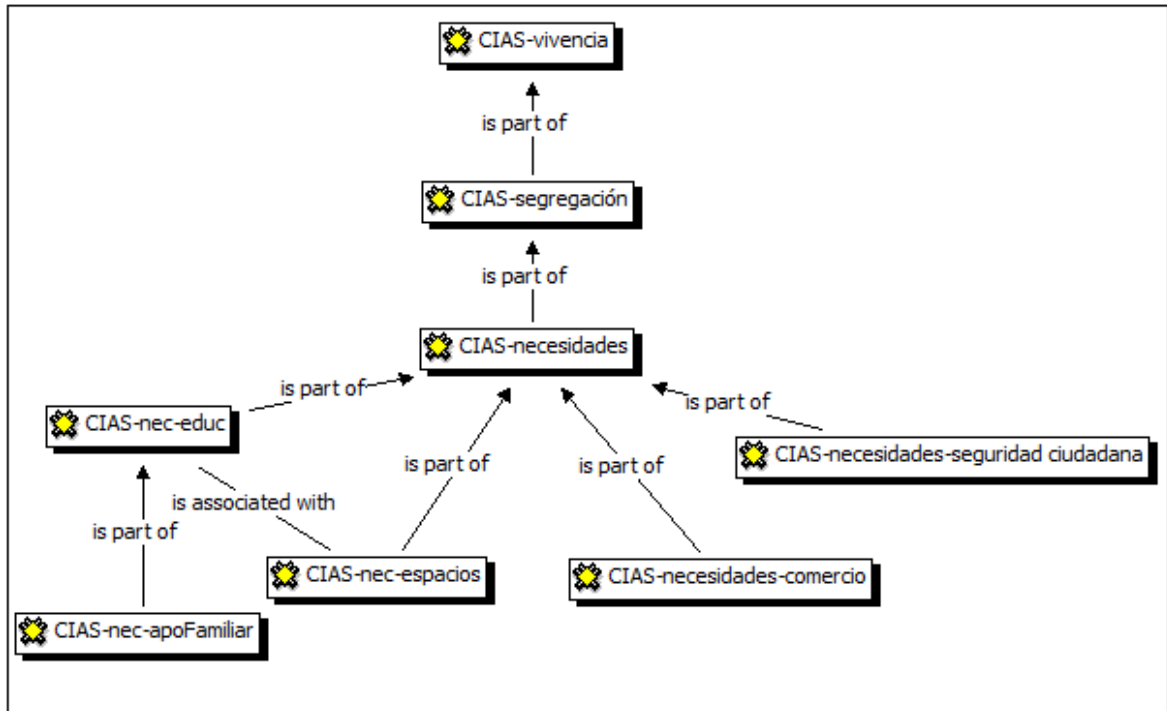 CIAS-vivencia
is part of
CIAS-segregación
is part of
CIAS-necesidades
is part of
is part of
CIAS-nec-educ
CIAS-necesidades-seguridad ciudadana
is part of
is part of
is associated with
is part of
CIAS-nec-espacios
CIAS-necesidades-comercio
CIAS-nec-apoFamiliar